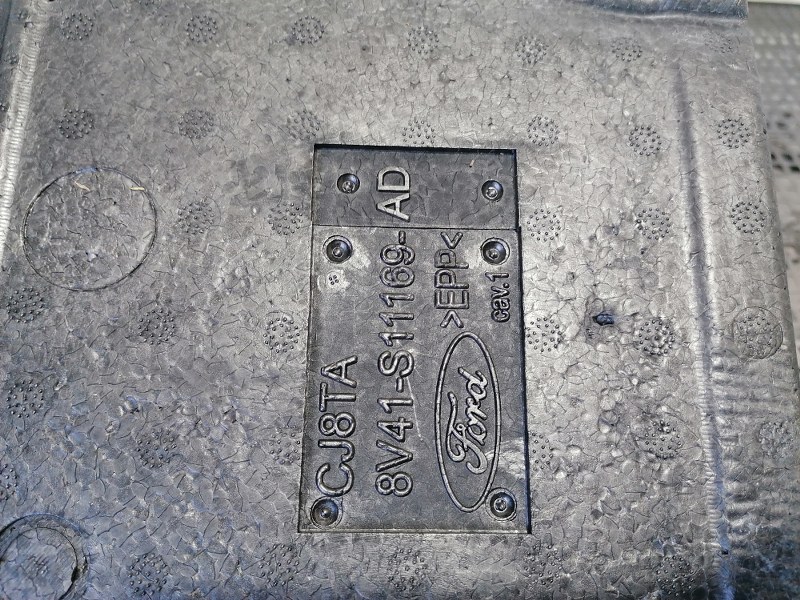 CJ8TA
8V41-S11169-AD
Ford >EPP<
cav.1